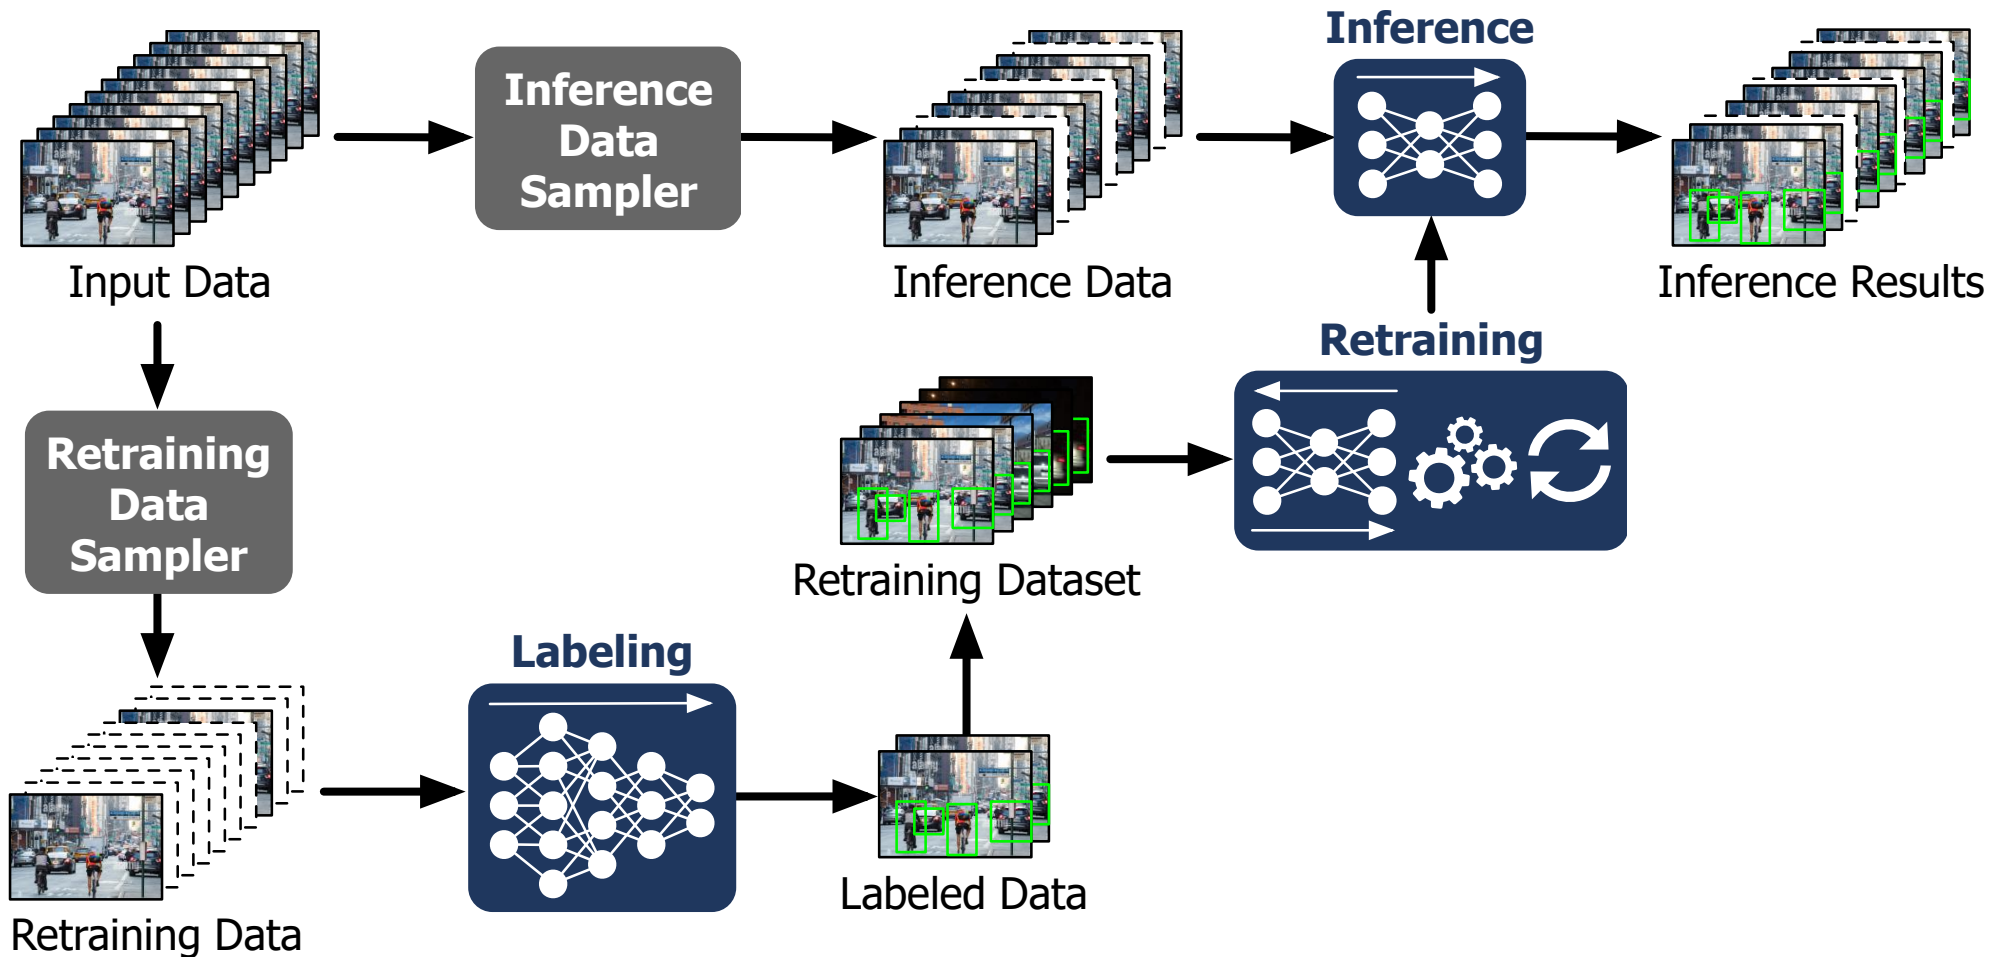 Inference
Inference
Data
Sampler
Input Data
Inference Data
Inference Results
Retraining
Retraining
Data
Sampler
Retraining Dataset
Labeling
Labeled Data
Retraining Data